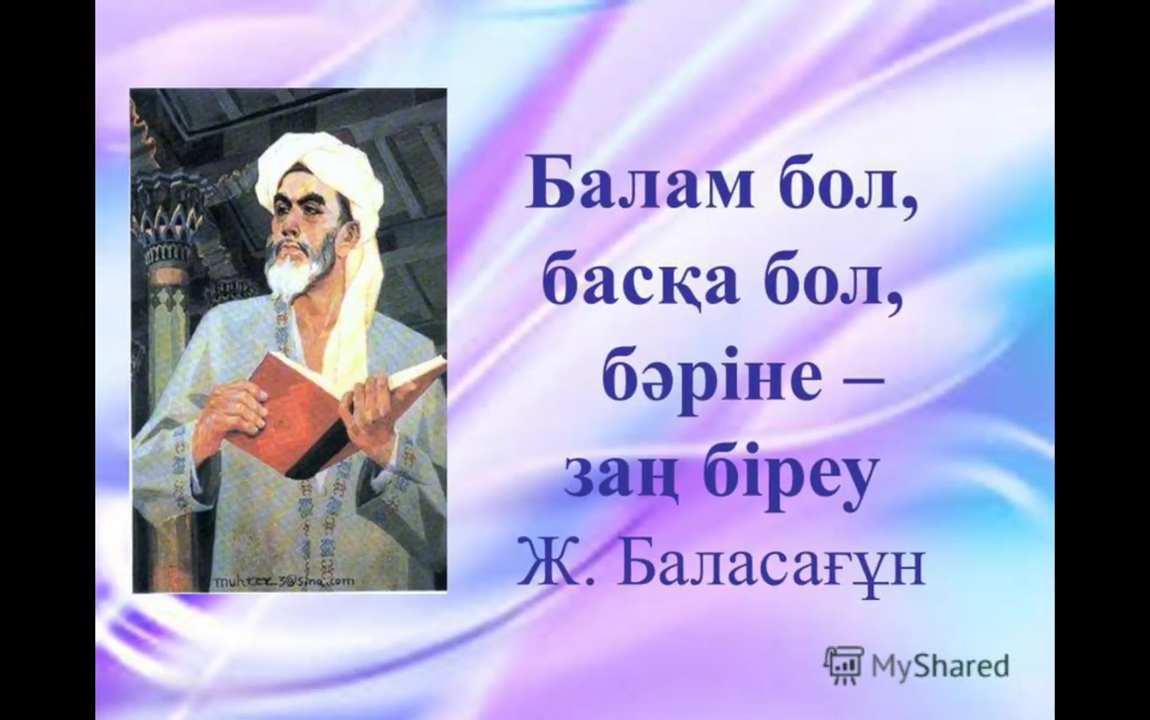 Балам бол,
басқа бол,
бәріне –
заң біреу
Ж. Баласағұн
MyShared